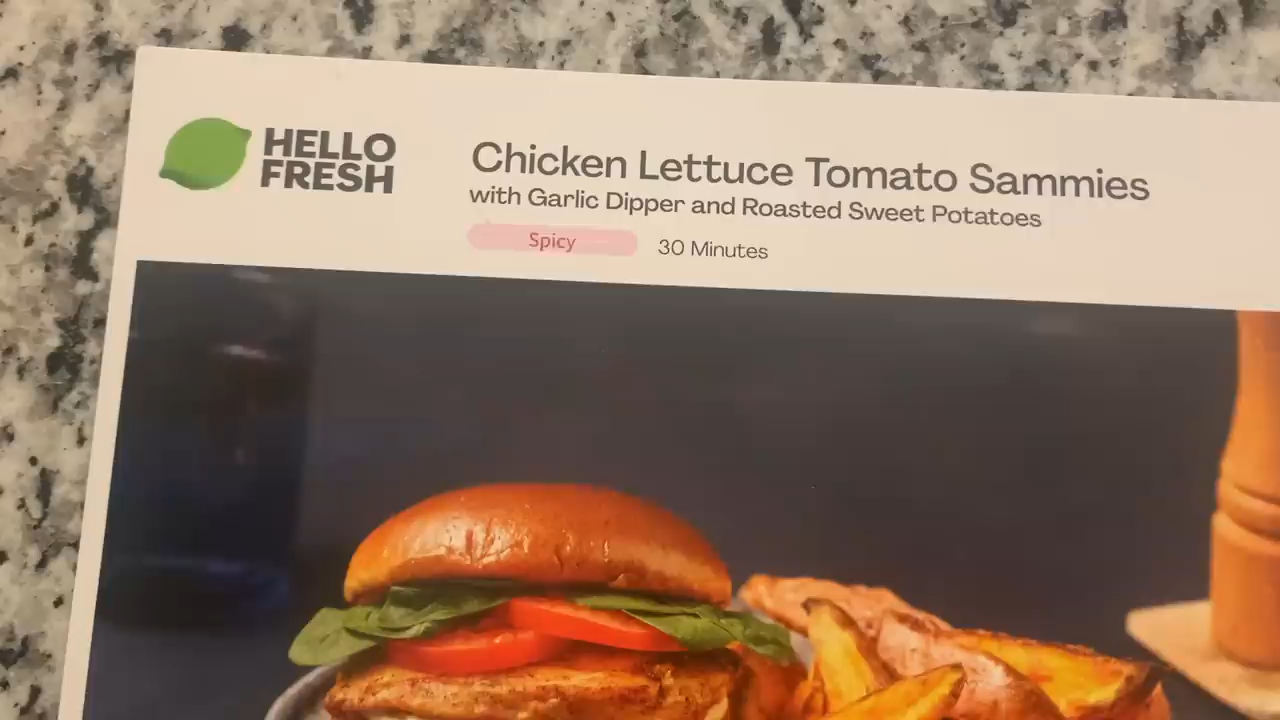 HELLO
FRESH
Chicken Lettuce Tomato Sammies
with Garlic Dipper and Roasted Sweet Potatoes
Spicy 30 Minutes